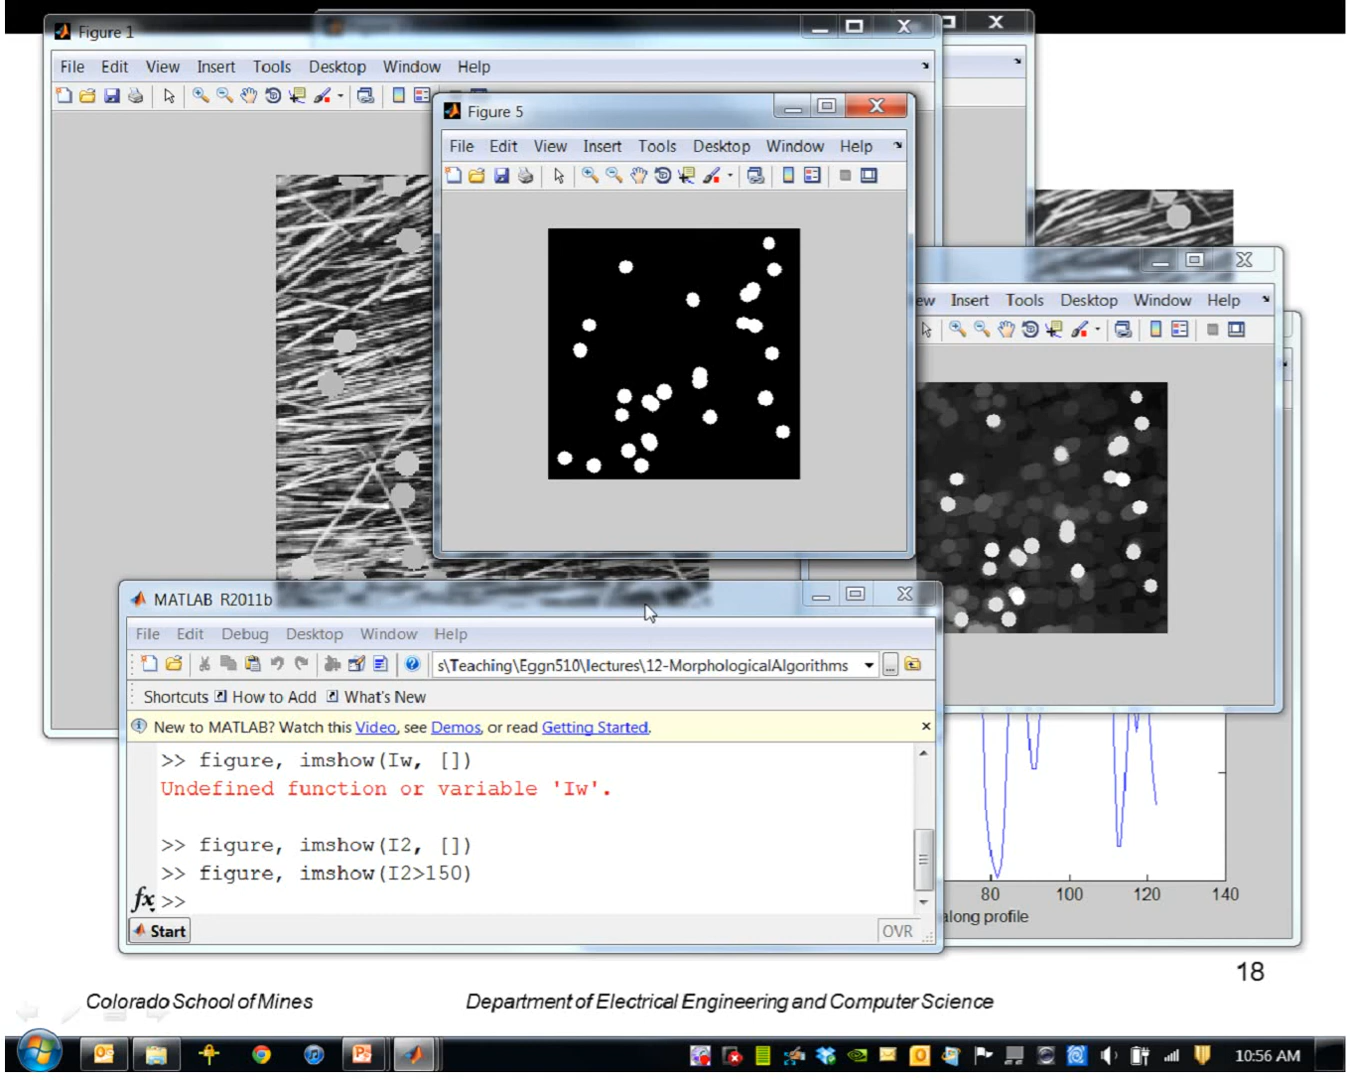 Figure 1
File Edit View Insert Tools Desktop Window Help
Figure 5
File Edit View Insert Tools Desktop Window Help
ew Insert Tools Desktop Window Help
MATLAB R2011b
File Edit Debug Desktop Window Help
s\Teaching\Eggn510\lectures\12-MorphologicalAlgorithms
...
Shortcuts How to Add What's New
New to MATLAB? Watch this Video, see Demos, or read Getting Started.
>> figure, imshow(Iw, [])
Undefined function or variable 'Iw'.
>> figure, imshow(I2, [])
>> figure, imshow(I2>150)
fx >>
Start
OVR
80 100 120 140
along profile
18
Colorado School of Mines
Department of Electrical Engineering and Computer Science
10:56 AM